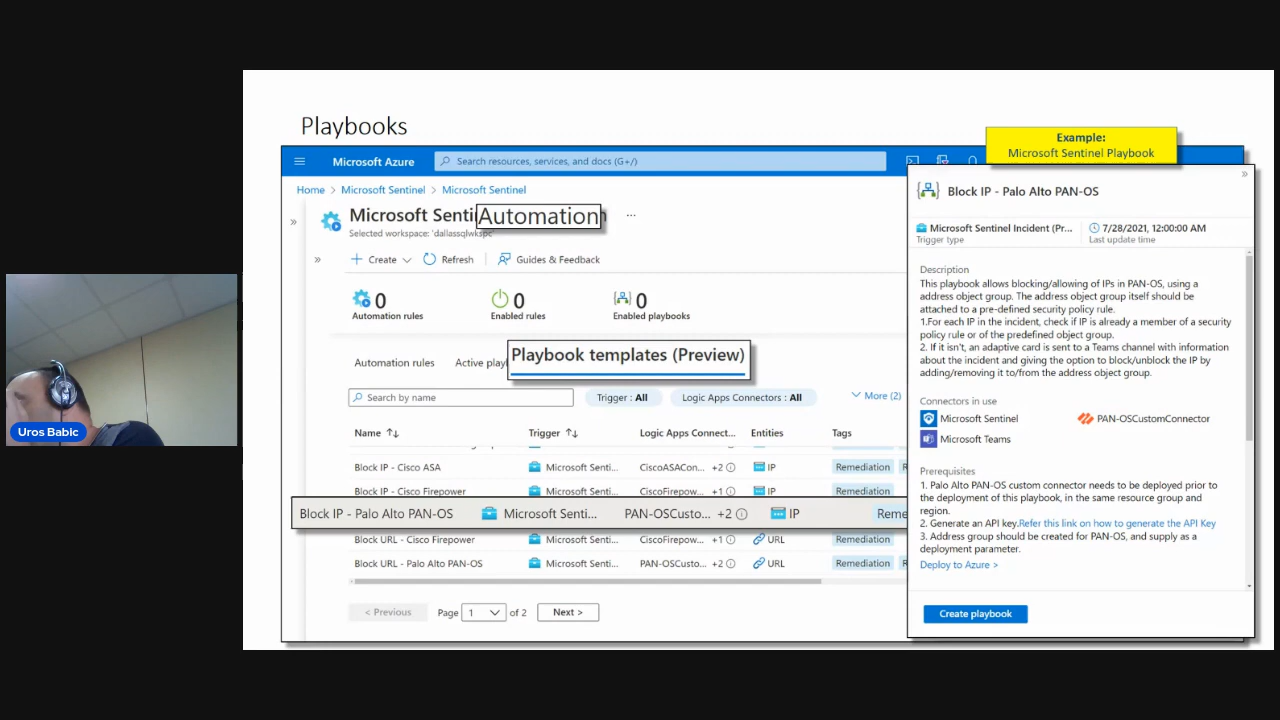 Playbooks
Example:
Microsoft Sentinel Playbook
Microsoft Azure
Search resources, services, and docs (G+/)
Home > Microsoft Sentinel > Microsoft Sentinel
Microsoft Senti
Automation
...
Selected workspace: 'dallassqlwkspc'
Create
Refresh
Guides & Feedback
0
Automation rules
0
Enabled rules
0
Enabled playbooks
Automation rules
Active play
Playbook templates (Preview)
Search by name
Trigger : All
Logic Apps Connectors : All
More (2)
Name
Trigger
Logic Apps Connect...
Entities
Tags
Block IP - Cisco ASA
Microsoft Senti...
CiscoASACon...
+2
IP
Remediation
R
Block IP - Cisco Firepower
Microsoft Senti...
CiscoFirepow...
+1
IP
Remediation
Block IP - Palo Alto PAN-OS
Microsoft Senti...
PAN-OSCusto...
+2
IP
Reme
Block URL - Cisco Firepower
Microsoft Senti...
CiscoFirepow...
+1
URL
Remediation
Block URL - Palo Alto PAN-OS
Microsoft Senti...
PAN-OSCusto...
+2
URL
Remediation
R
< Previous
Page
1
of 2
Next >
Block IP - Palo Alto PAN-OS
Microsoft Sentinel Incident (Pr...
Trigger type
7/28/2021, 12:00:00 AM
Last update time
Description
This playbook allows blocking/allowing of IPs in PAN-OS, using a
address object group. The address object group itself should be
attached to a pre-defined security policy rule.
1.For each IP in the incident, check if IP is already a member of a security
policy rule or of the predefined object group.
2. If it isn't, an adaptive card is sent to a Teams channel with information
about the incident and giving the option to block/unblock the IP by
adding/removing it to/from the address object group.
Connectors in use
Microsoft Sentinel
PAN-OSCustomConnector
Microsoft Teams
Prerequisites
1. Palo Alto PAN-OS custom connector needs to be deployed prior to
the deployment of this playbook, in the same resource group and
region.
2. Generate an API key.Refer this link on how to generate the API Key
3. Address group should be created for PAN-OS, and supply as a
deployment parameter.
Deploy to Azure >
Create playbook
Uros Babic